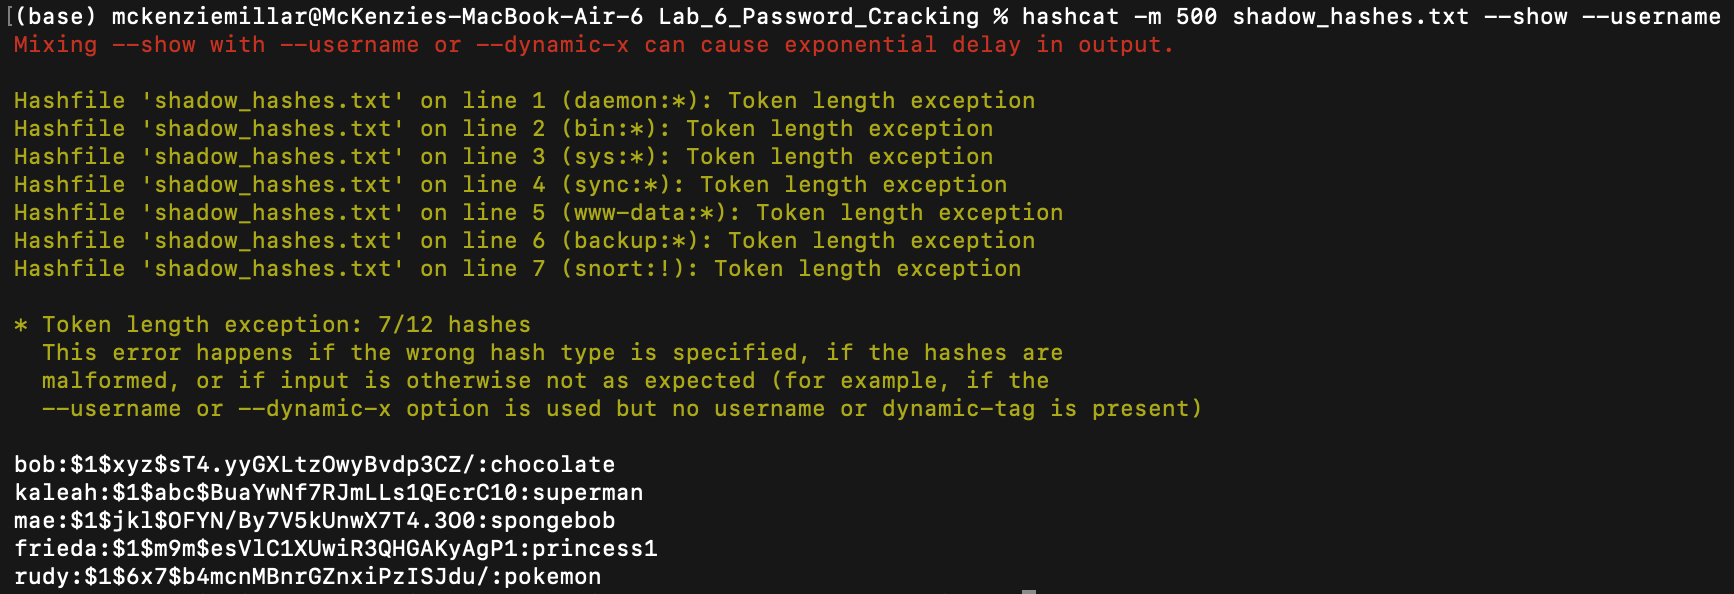 [(base) mckenziemillar@McKenzies-MacBook-Air-6 Lab_6_Password_Cracking % hashcat -m 500 shadow_hashes.txt --show --username
Mixing --show with --username or --dynamic-x can cause exponential delay in output.
Hashfile 'shadow_hashes.txt' on line 1 (daemon:*): Token length exception
Hashfile 'shadow_hashes.txt' on line 2 (bin:*): Token length exception
Hashfile 'shadow_hashes.txt' on line 3 (sys:*): Token length exception
Hashfile 'shadow_hashes.txt' on line 4 (sync:*): Token length exception
Hashfile 'shadow_hashes.txt' on line 5 (www-data:*): Token length exception
Hashfile 'shadow_hashes.txt' on line 6 (backup:*): Token length exception
Hashfile 'shadow_hashes.txt' on line 7 (snort:!): Token length exception
* Token length exception: 7/12 hashes
This error happens if the wrong hash type is specified, if the hashes are
malformed, or if input is otherwise not as expected (for example, if the
--username or --dynamic-x option is used but no username or dynamic-tag is present)
bob:$1$xyz$sT4.yyGXLtzOwyBvdp3CZ/:chocolate
kaleah:$1$abc$BuaYwNf7RJmLLs1QEcrC10:superman
mae:$1$jkl$OFYN/By7V5kUnwX7T4.3O0:spongebob
frieda:$1$m9m$esVlC1XUwiR3QHGAKyAgP1:princess1
rudy:$1$6x7$b4mcnMBnrGZnxiPzISJdu/:pokemon